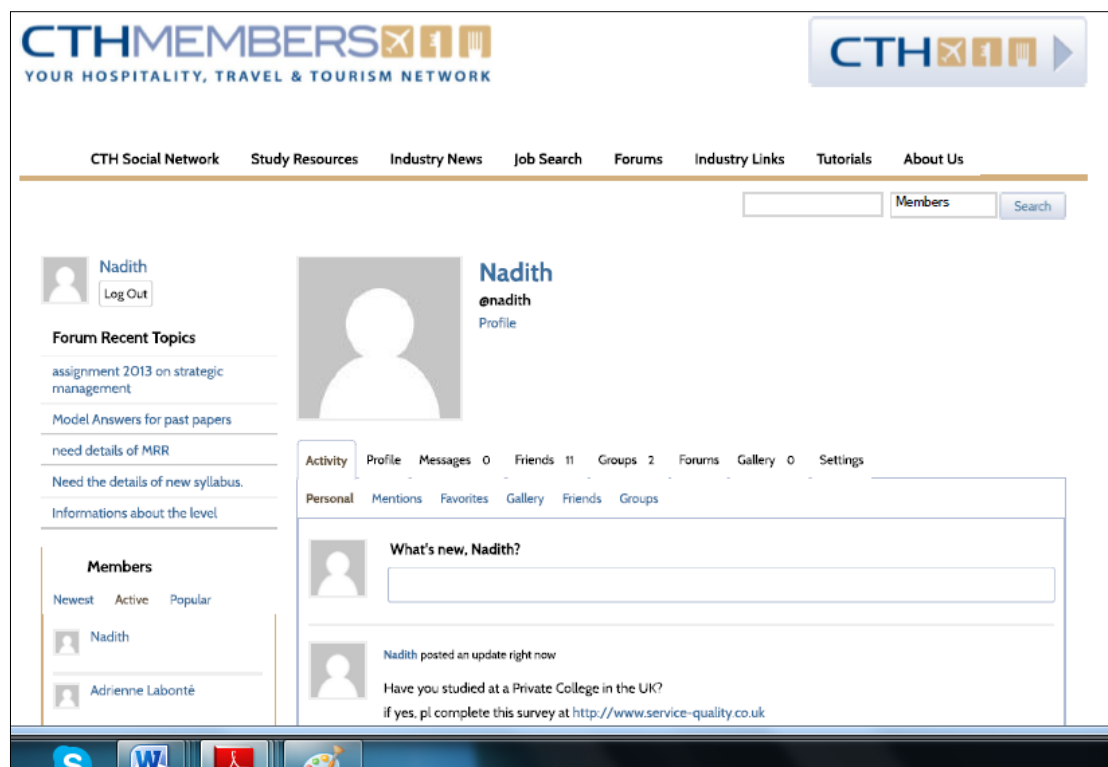 CTHMEMBERS
YOUR HOSPITALITY, TRAVEL & TOURISM NETWORK
CTH
CTH Social Network Study Resources Industry News Job Search Forums Industry Links Tutorials About Us
Members Search
Nadith
Log Out
Forum Recent Topics
assignment 2013 on strategic
management
Model Answers for past papers
need details of MRR
Need the details of new syllabus.
Informations about the level
Members
Newest Active Popular
Nadith
Adrienne Labonté
Nadith
@nadith
Profile
Activity Profile Messages 0 Friends 11 Groups 2 Forums Gallery 0 Settings
Personal Mentions Favorites Gallery Friends Groups
What's new, Nadith?
Nadith posted an update right now
Have you studied at a Private College in the UK?
if yes, pl complete this survey at http://www.service-quality.co.uk
S
W